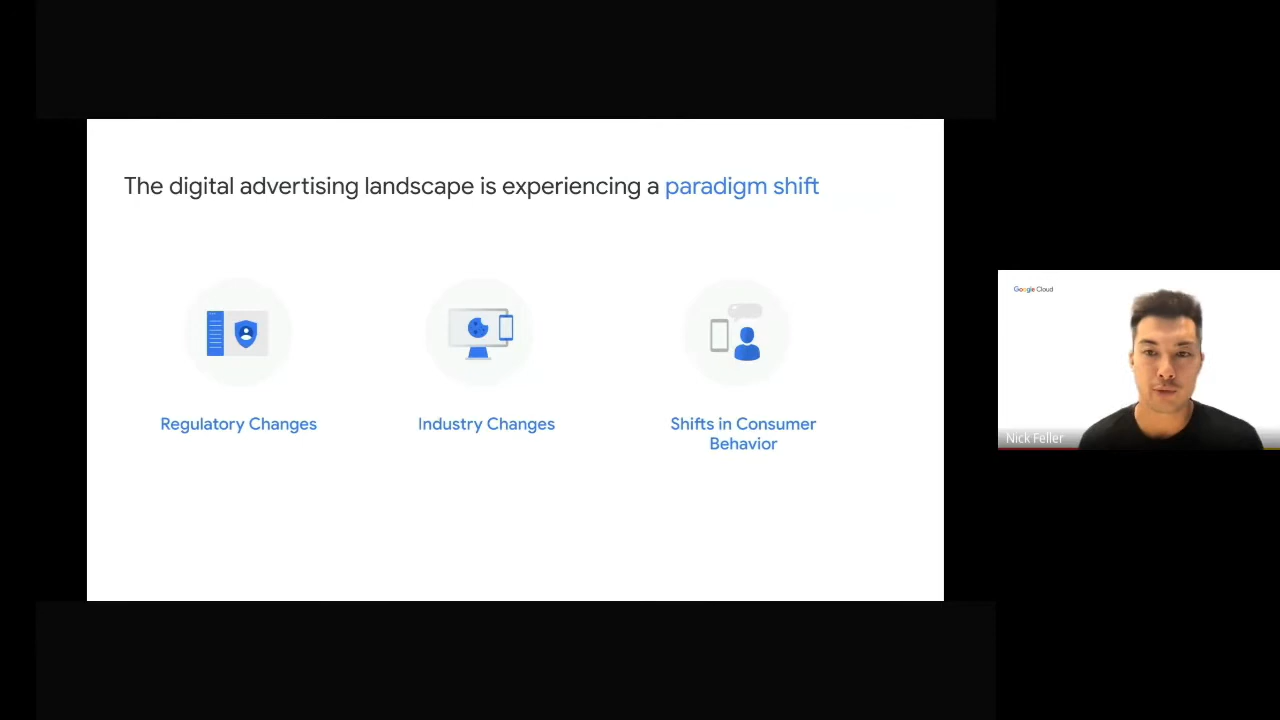 The digital advertising landscape is experiencing a paradigm shift
Regulatory Changes
Industry Changes
Shifts in Consumer
Behavior
Google Cloud
Nick Feller